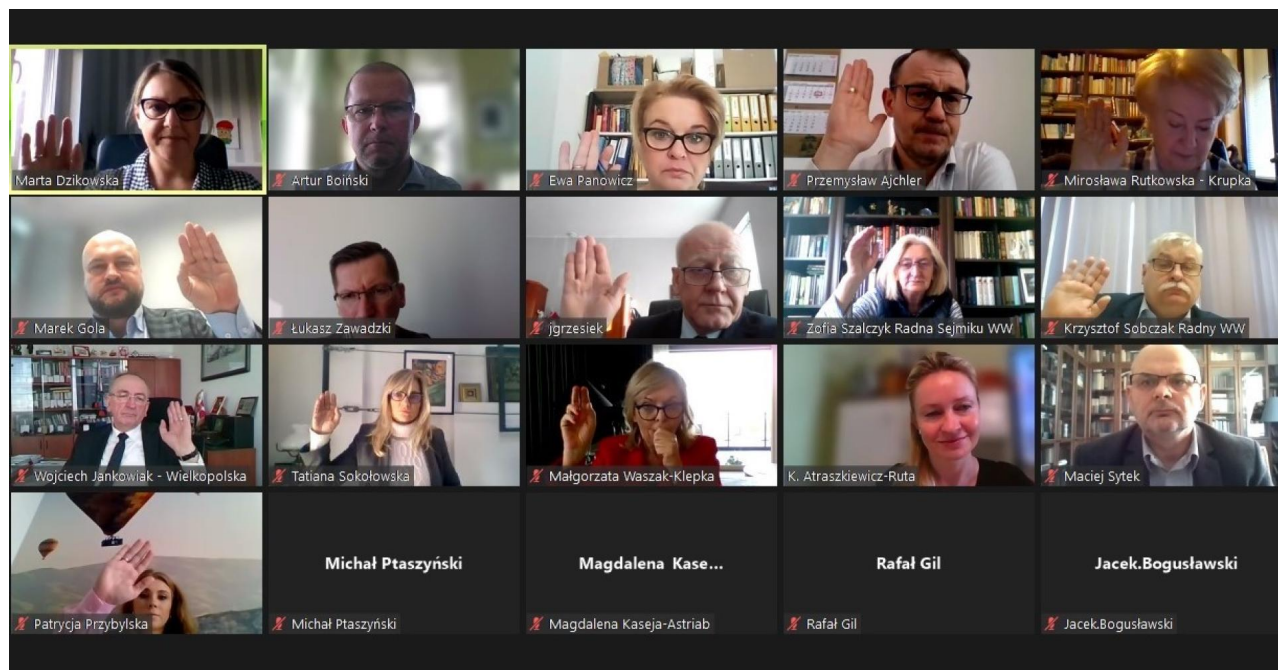 Marta Dzikowska
Artur Boiński
Ewa Panowicz
Przemysław Ajchler
Mirosława Rutkowska - Krupka
Marek Gola
Łukasz Zawadzki
jgrzesiek
Zofia Szalczyk Radna Sejmiku WW
Krzysztof Sobczak Radny WW
Wojciech Jankowiak - Wielkopolska
Tatiana Sokołowska
Małgorzata Waszak-Klepka
K. Atraszkiewicz-Ruta
Maciej Sytek
Patrycja Przybylska
Michał Ptaszyński
Michał Ptaszyński
Magdalena Kase...
Magdalena Kaseja-Astriab
Rafał Gil
Rafał Gil
Jacek.Bogusławski
Jacek.Bogusławski